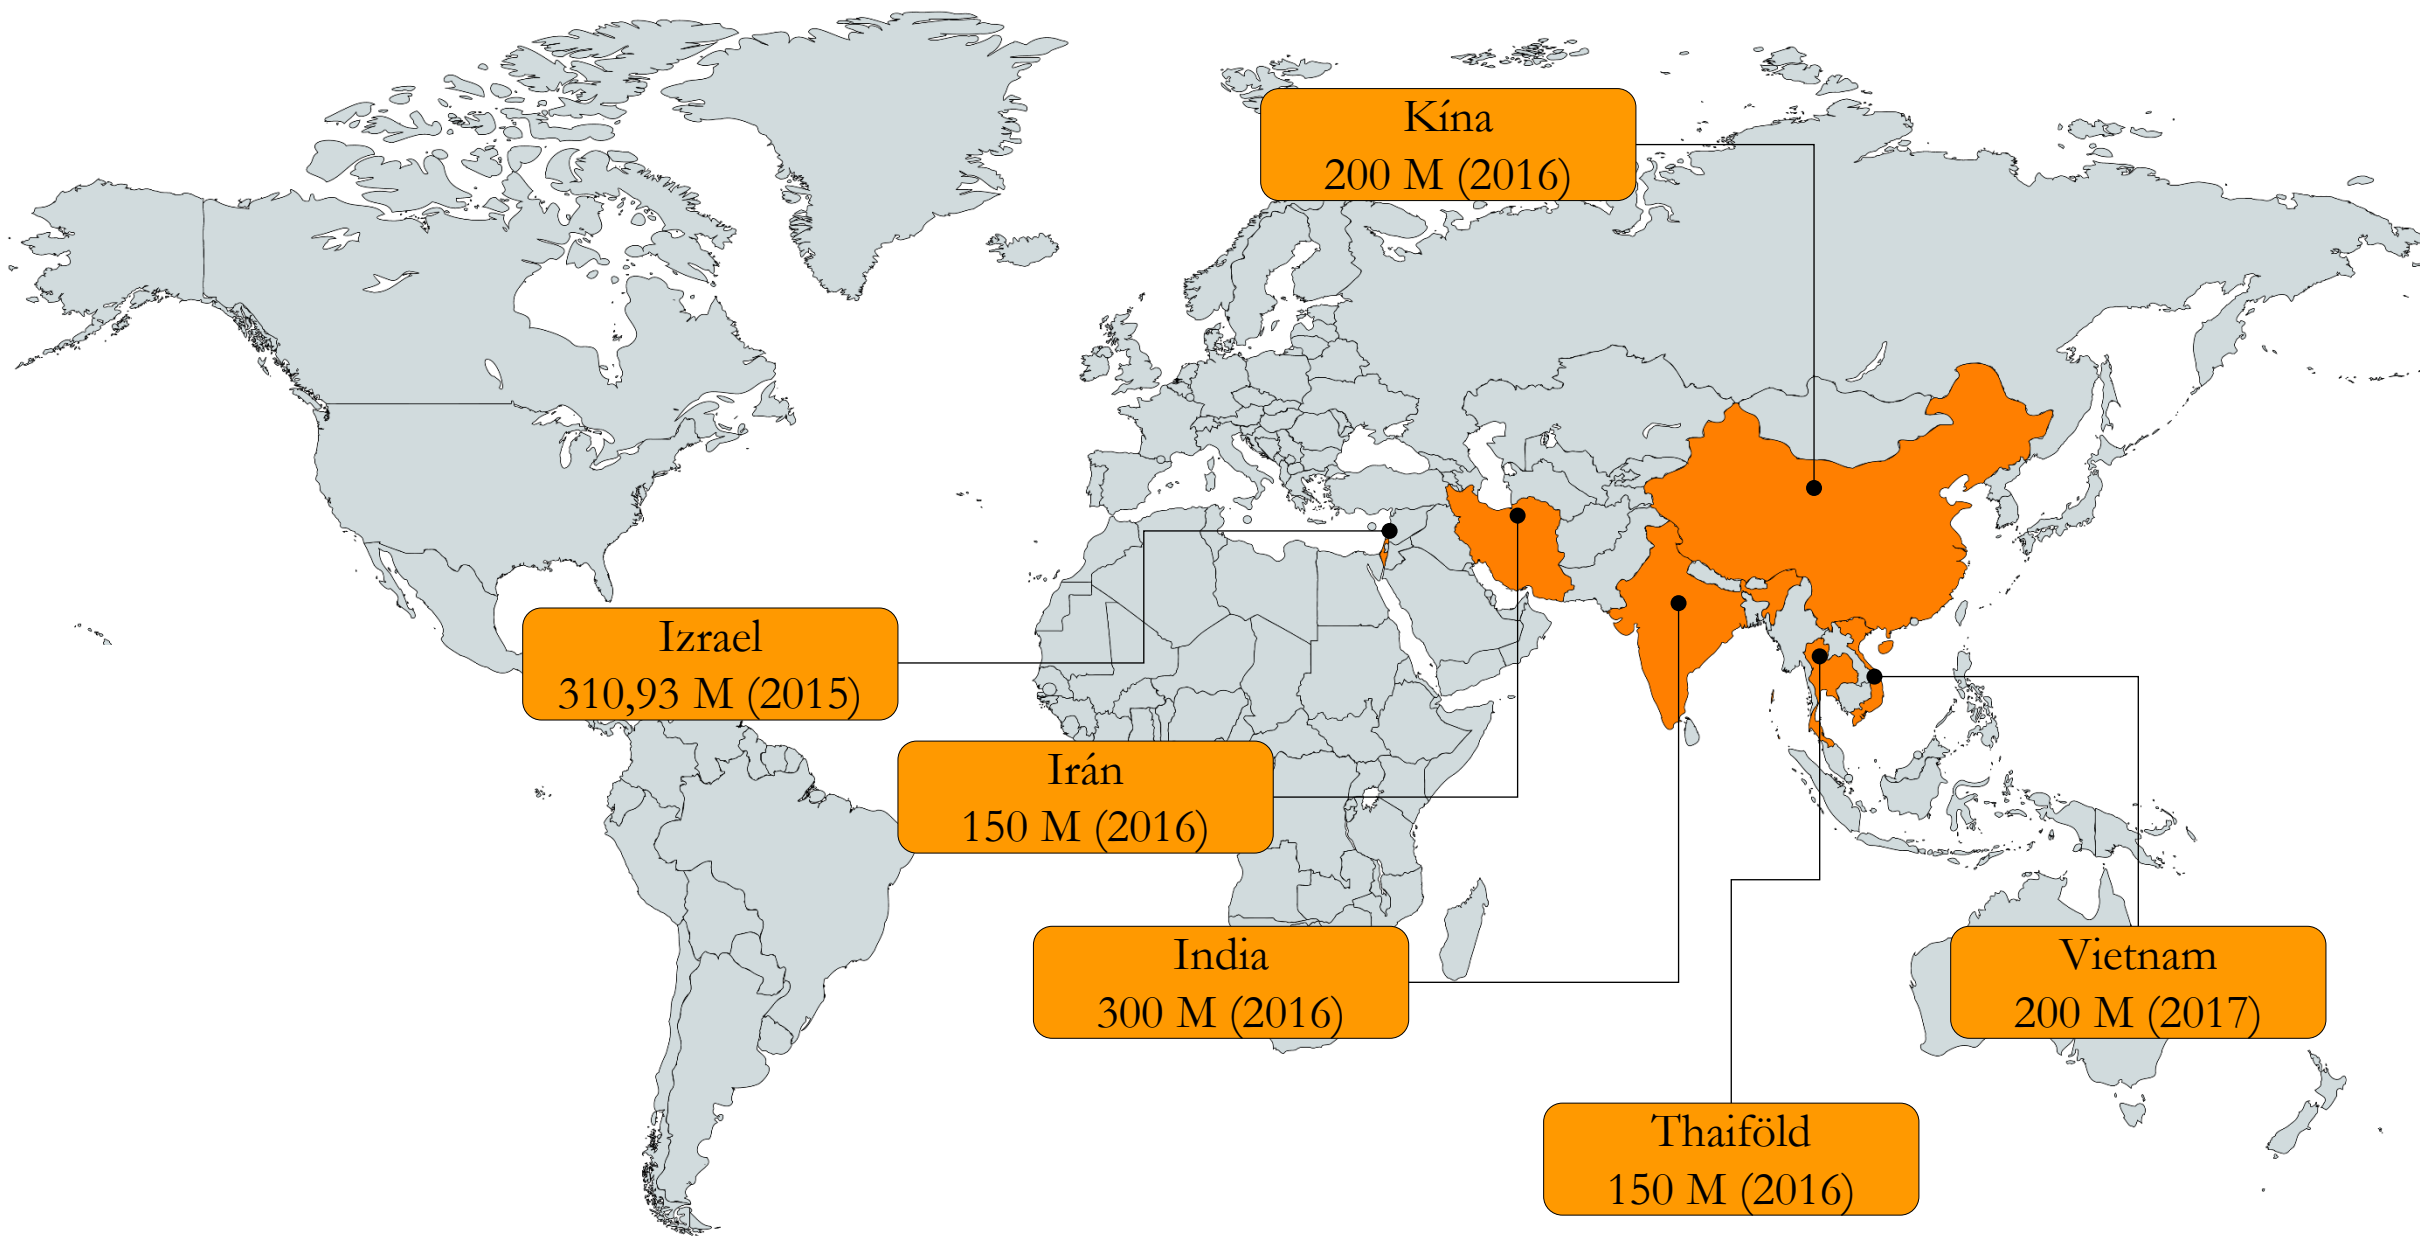 Kína
200 M (2016)
Izrael
310,93 M (2015)
Irán
150 M (2016)
India
300 M (2016)
Vietnam
200 M (2017)
Thaiföld
150 M (2016)